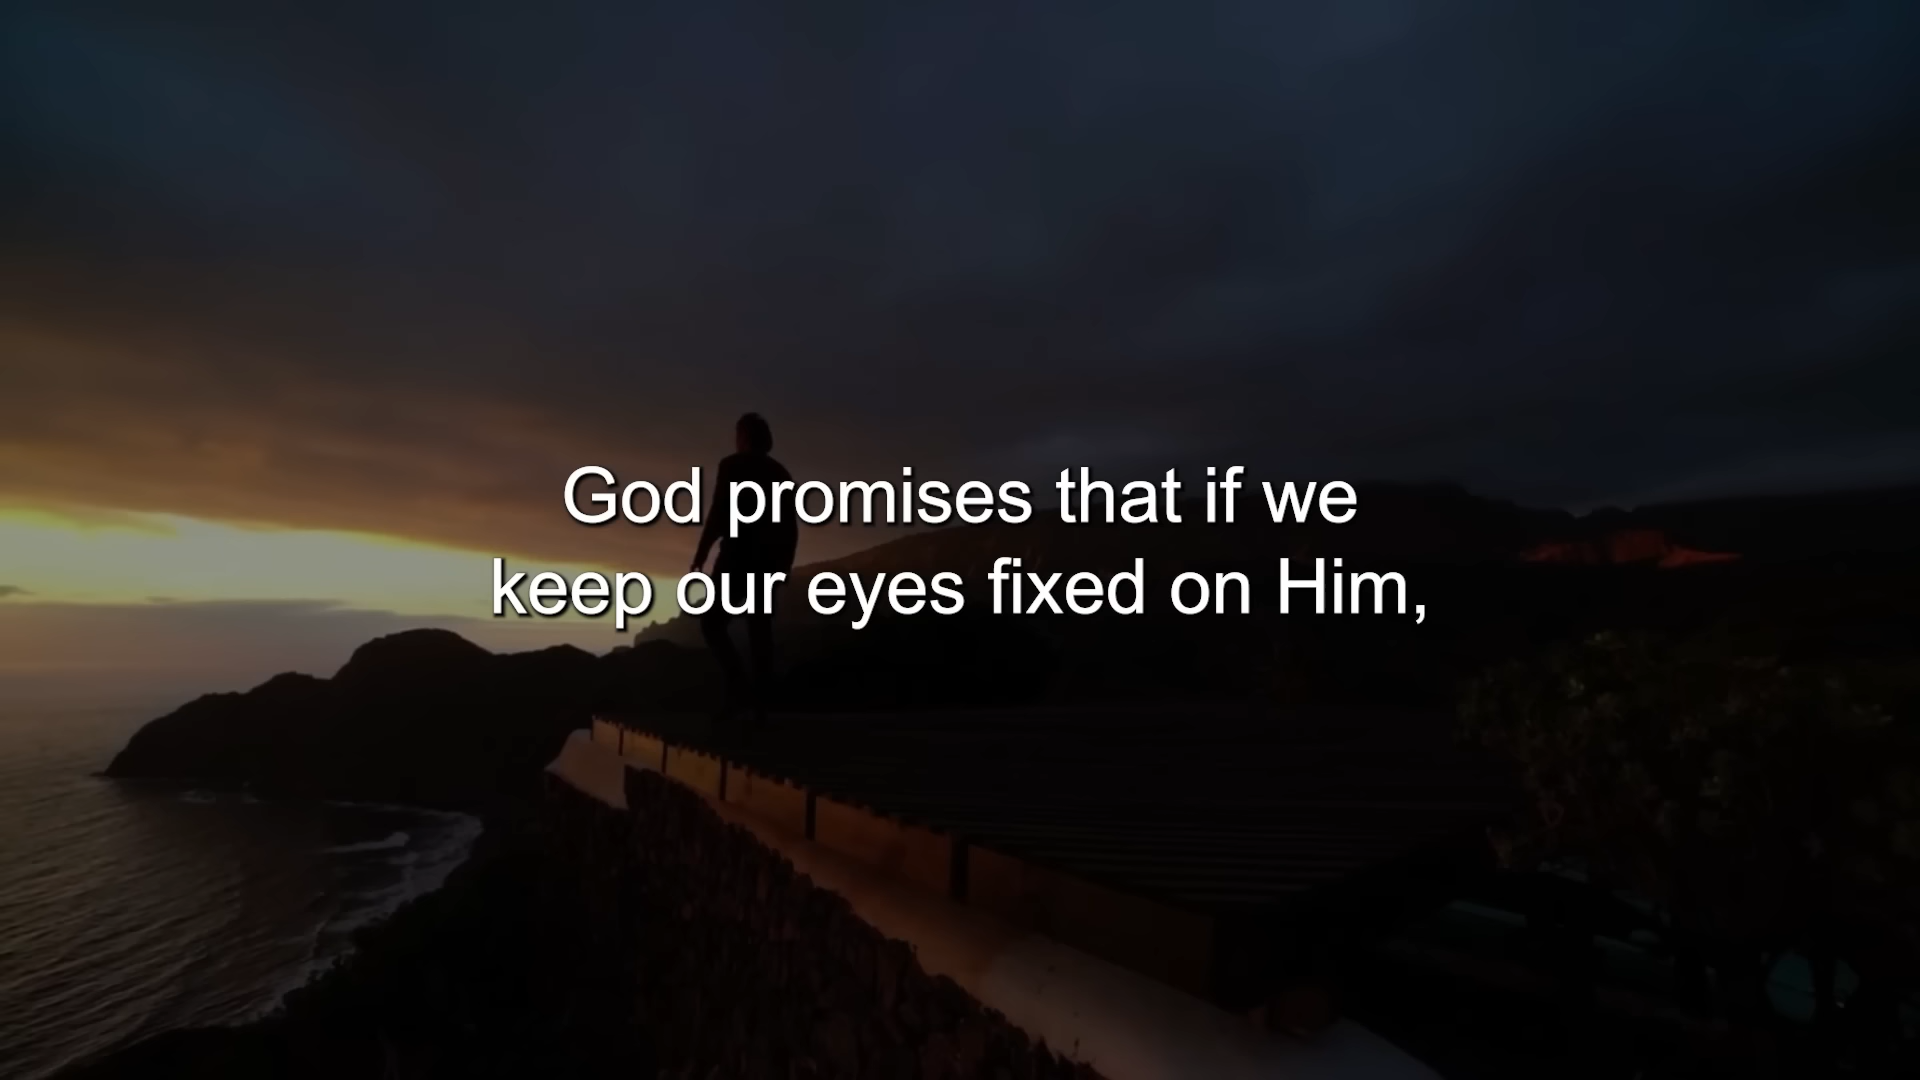 God promises that if we
keep our eyes fixed on Him,